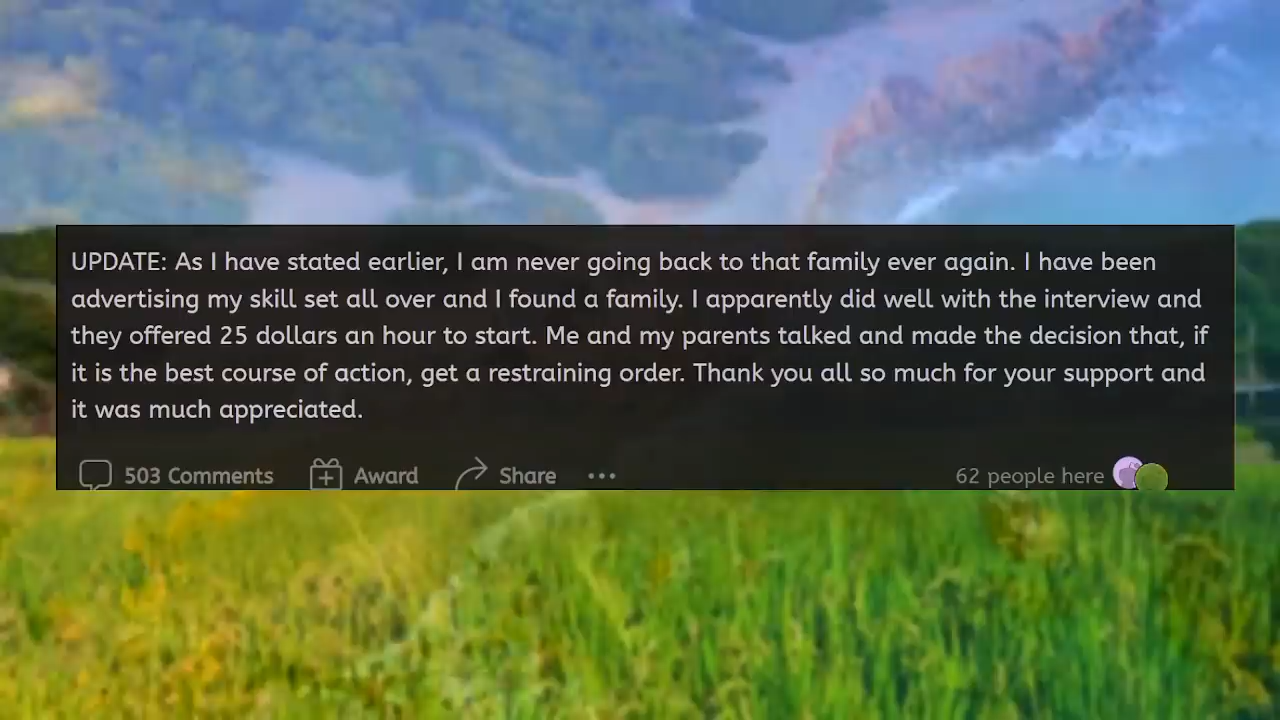 UPDATE: As I have stated earlier, I am never going back to that family ever again. I have been
advertising my skill set all over and I found a family. I apparently did well with the interview and
they offered 25 dollars an hour to start. Me and my parents talked and made the decision that, if
it is the best course of action, get a restraining order. Thank you all so much for your support and
it was much appreciated.
503 Comments Award Share ••• 62 people here